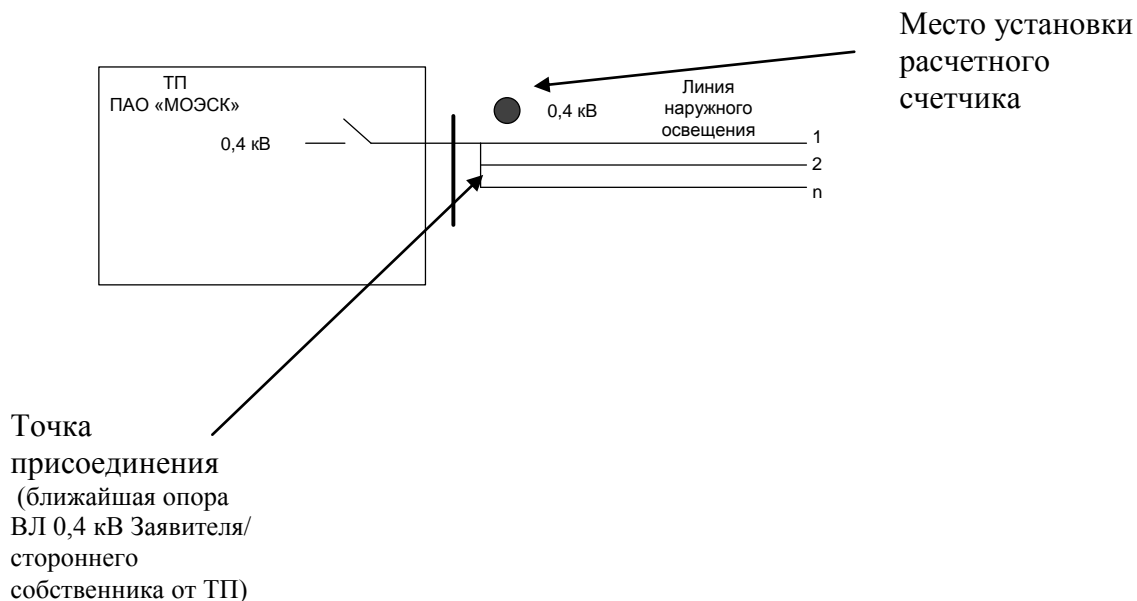 Место установки
расчетного
счетчика
ТП
ПАО «МОЭСК»
0,4 кВ
0,4 кВ
Линия
наружного
освещения
1
2
n
Точка
присоединения
(ближайшая опора
ВЛ 0,4 кВ Заявителя/
стороннего
собственника от ТП)